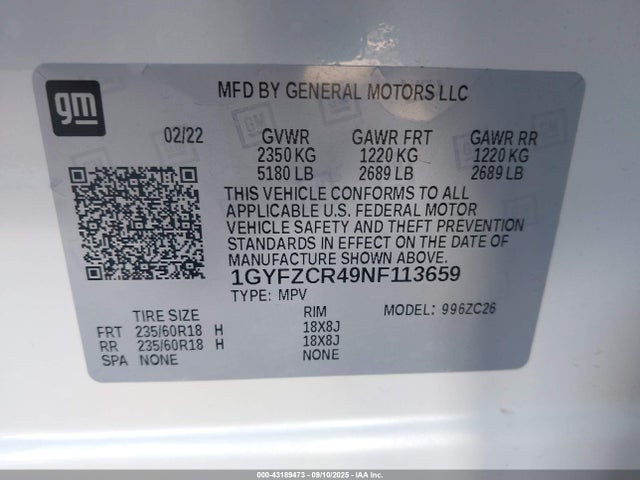 gm
MFD BY GENERAL MOTORS LLC
02/22 GVWR GAWR FRT GAWR RR
2350 KG 1220 KG 1220 KG
5180 LB 2689 LB 2689 LB
THIS VEHICLE CONFORMS TO ALL
APPLICABLE U.S. FEDERAL MOTOR
VEHICLE SAFETY AND THEFT PREVENTION
STANDARDS IN EFFECT ON THE DATE OF
MANUFACTURE SHOWN ABOVE.
1GYFZCR49NF113659
TYPE: MPV
TIRE SIZE RIM MODEL: 996ZC26
FRT 235/60R18 H 18X8J
RR 235/60R18 H 18X8J
SPA NONE NONE
000-43189473 - 09/10/2025 - IAA, Inc.